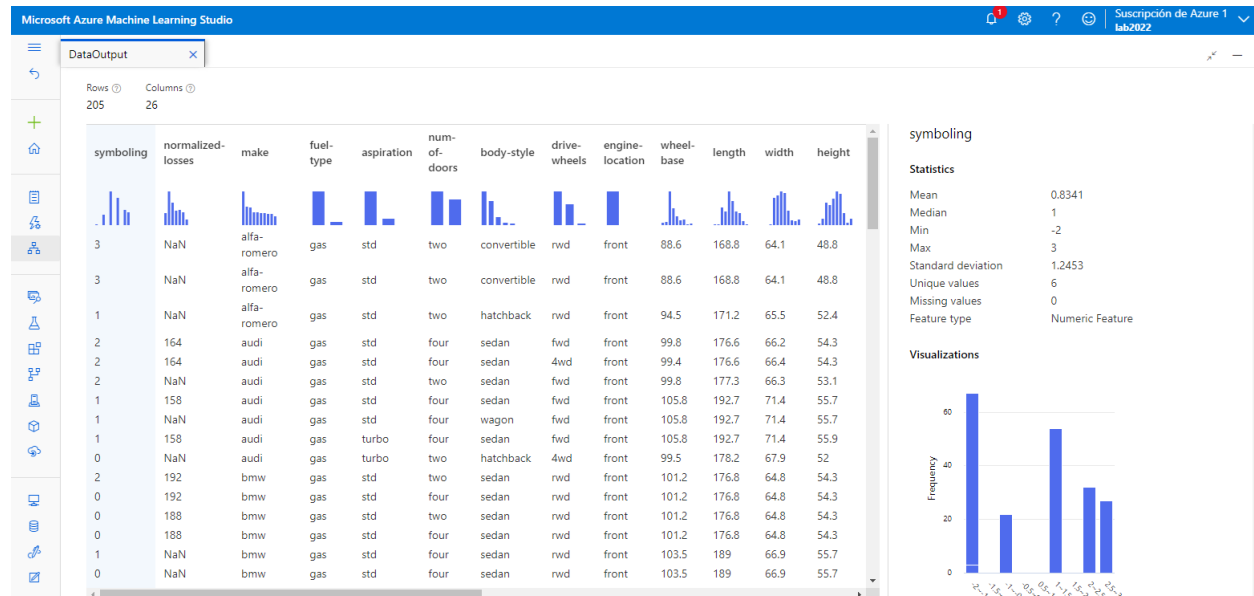 Microsoft Azure Machine Learning Studio
1
Suscripción de Azure 1
lab2022
DataOutput
Rows
Columns
205
26
symboling normalized-losses make fuel-type aspiration num-of-doors body-style drive-wheels engine-location wheel-base length width height
3 NaN alfa-romero gas std two convertible rwd front 88.6 168.8 64.1 48.8
3 NaN alfa-romero gas std two convertible rwd front 88.6 168.8 64.1 48.8
1 NaN alfa-romero gas std two hatchback rwd front 94.5 171.2 65.5 52.4
2 164 audi gas std four sedan fwd front 99.8 176.6 66.2 54.3
2 164 audi gas std four sedan 4wd front 99.4 176.6 66.4 54.3
2 NaN audi gas std two sedan fwd front 99.8 177.3 66.3 53.1
1 158 audi gas std four sedan fwd front 105.8 192.7 71.4 55.7
1 NaN audi gas std four wagon fwd front 105.8 192.7 71.4 55.7
1 158 audi gas turbo four sedan fwd front 105.8 192.7 71.4 55.9
0 NaN audi gas turbo two hatchback 4wd front 99.5 178.2 67.9 52
2 192 bmw gas std two sedan rwd front 101.2 176.8 64.8 54.3
0 192 bmw gas std four sedan rwd front 101.2 176.8 64.8 54.3
0 188 bmw gas std two sedan rwd front 101.2 176.8 64.8 54.3
0 188 bmw gas std four sedan rwd front 101.2 176.8 64.8 54.3
1 NaN bmw gas std four sedan rwd front 103.5 189 66.9 55.7
0 NaN bmw gas std four sedan rwd front 103.5 189 66.9 55.7
symboling
Statistics
Mean 0.8341
Median 1
Min -2
Max 3
Standard deviation 1.2453
Unique values 6
Missing values 0
Feature type Numeric Feature
Visualizations
Frequency
60
40
20
0